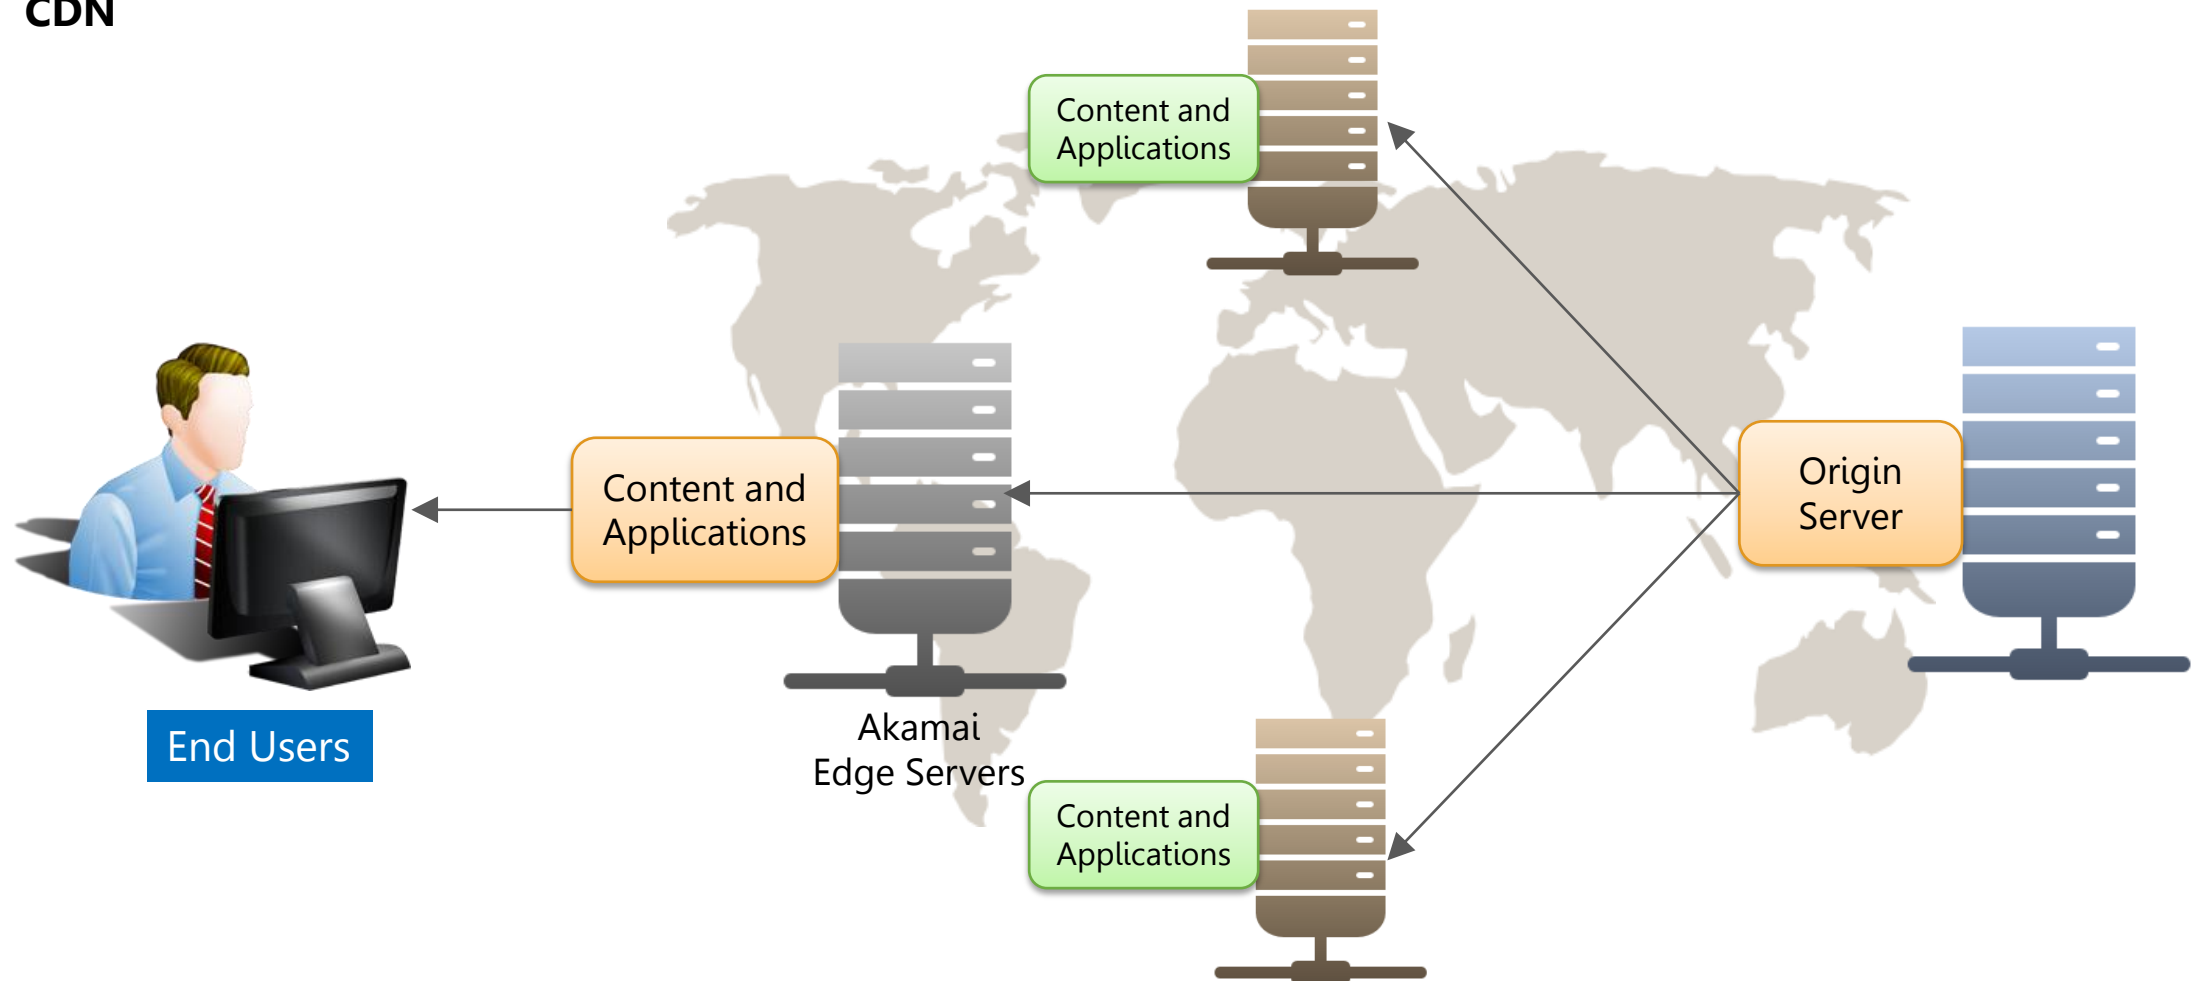 CDN
Content and
Applications
Content and
Applications
Origin
Server
End Users
Akamai
Edge Servers
Content and
Applications